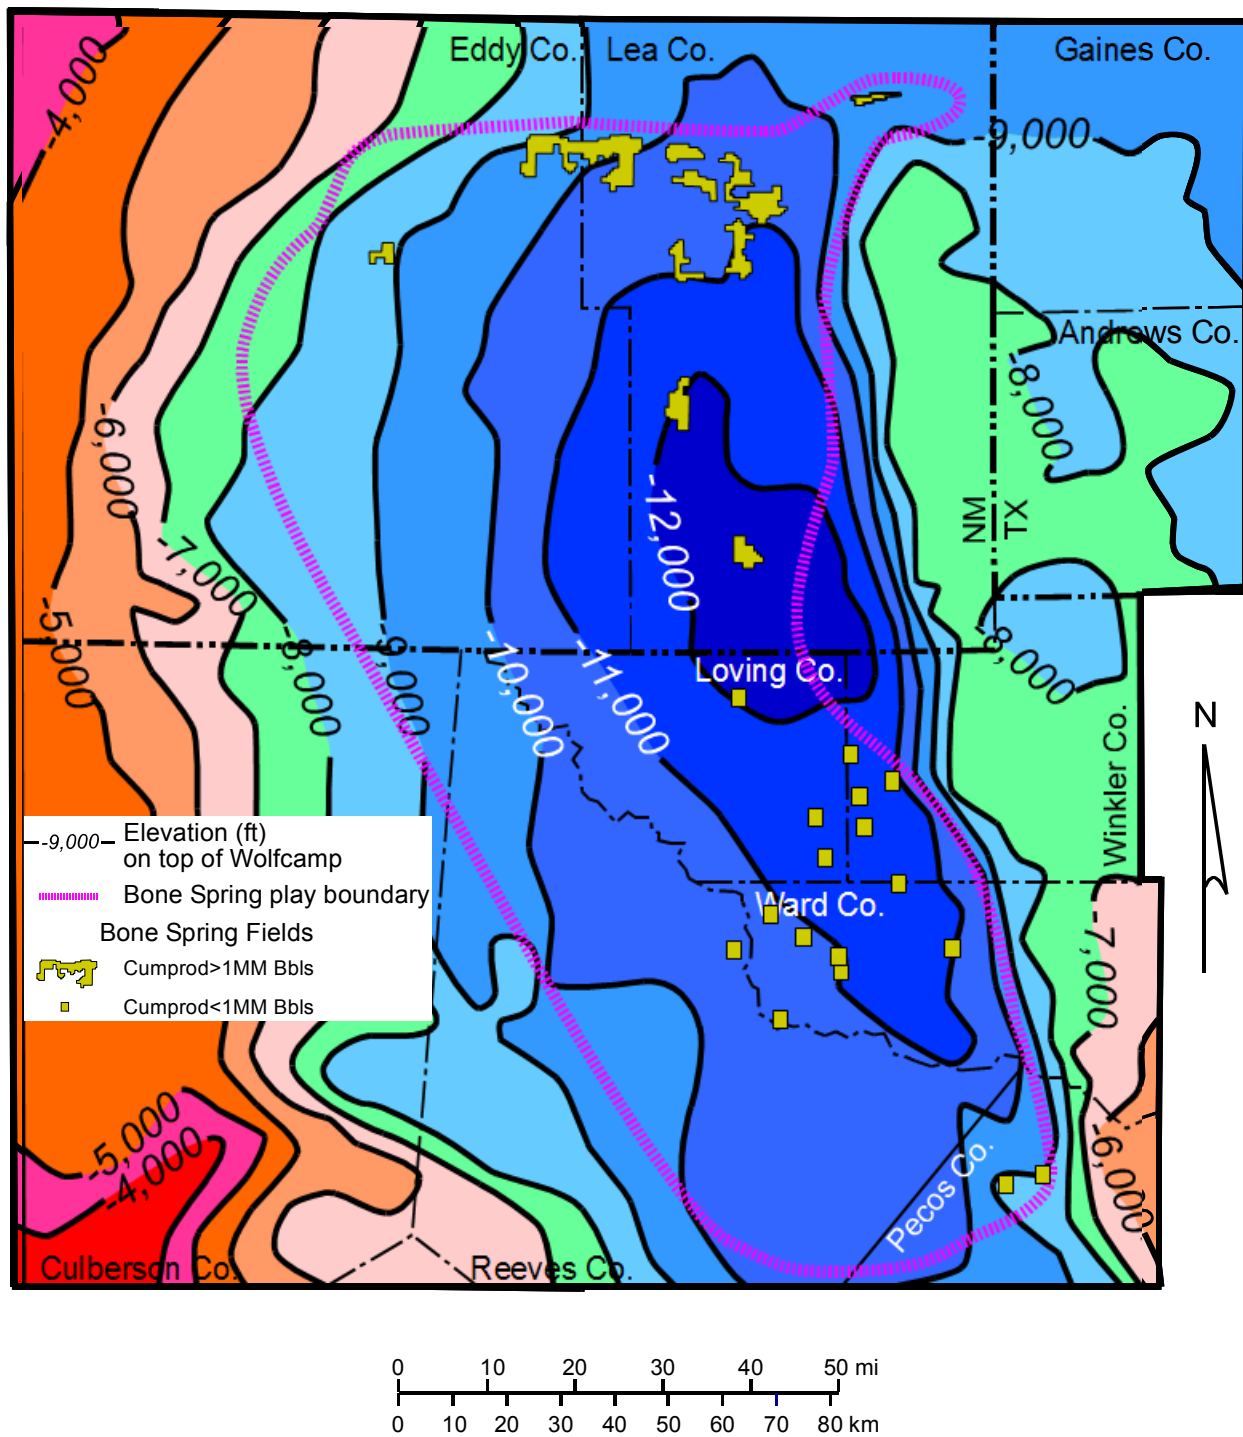 Eddy Co.
Lea Co.
Gaines Co.
-4,000
-9,000
Androws Co.
-8,000
-6,000
-12,000
NM
TX
-7,000
-5,000
-8,000
-9,000
-10,000
-11,000
-8,000
Loving Co.
N
Winkler Co.
-9,000
Elevation (ft)
on top of Wolfcamp
Bone Spring play boundary
Bone Spring Fields
Cumprod>1MM Bbls
Cumprod<1MM Bbls
Ward Co.
-7,000
-5,000
-4,000
-6,000
Pecos Co.
Culberson Co.
Reeves Co.
0 10 20 30 40 50 mi
0 10 20 30 40 50 60 70 80 km